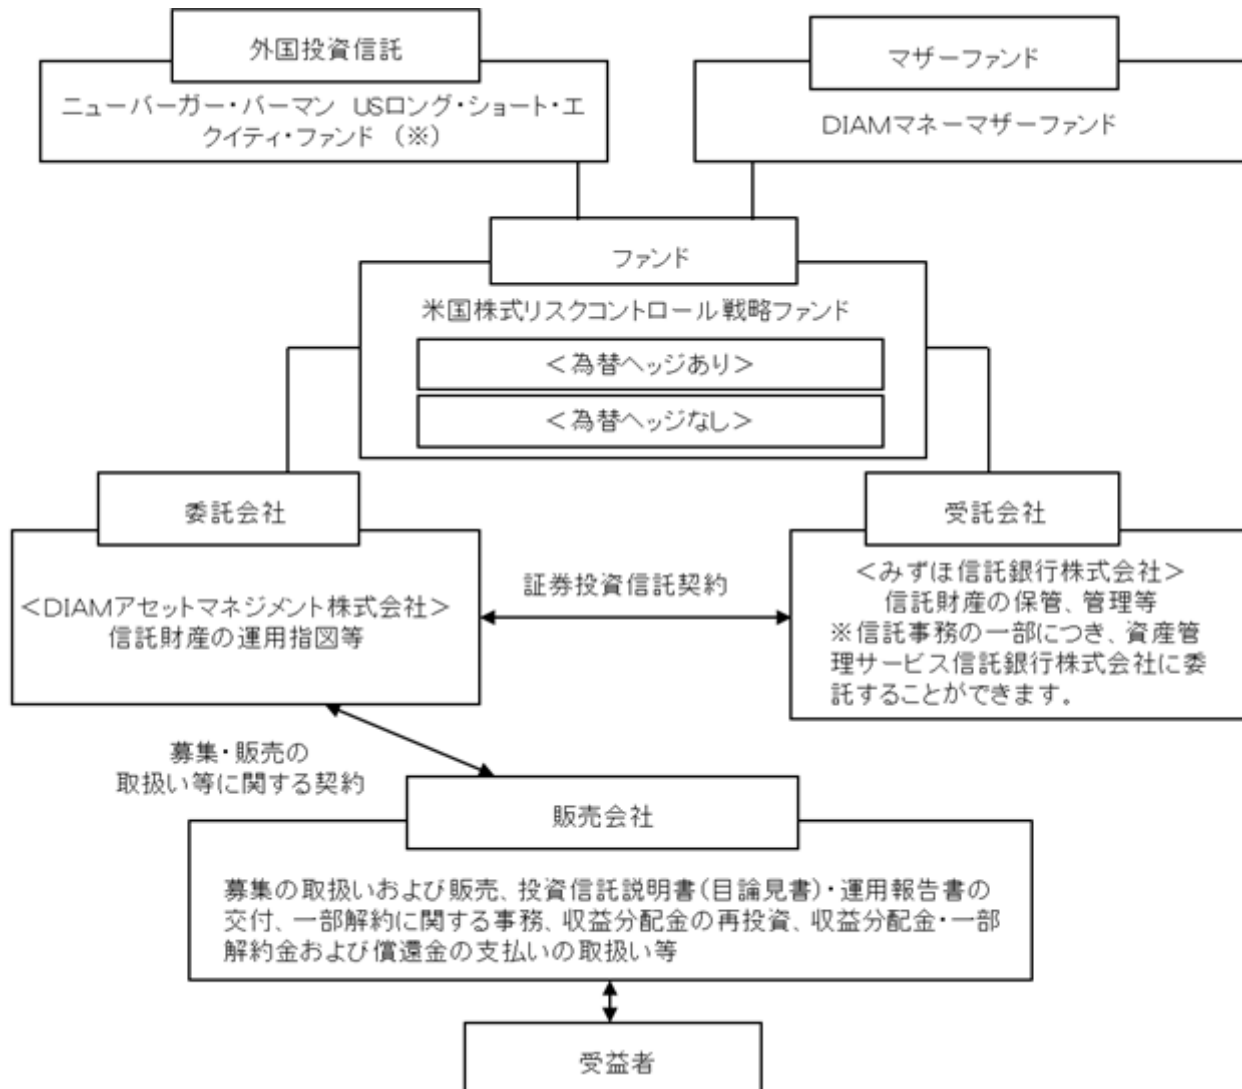 外国投資信託
ニューバーガー・バーマン USロング・ショート・エ
クイティ・ファンド (※)
マザーファンド
DIAMマネーマザーファンド
ファンド
米国株式リスクコントロール戦略ファンド
<為替ヘッジあり>
<為替ヘッジなし>
委託会社
<DIAMアセットマネジメント株式会社>
信託財産の運用指図等
証券投資信託契約
受託会社
<みずほ信託銀行株式会社>
信託財産の保管、管理等
※信託事務の一部につき、資産管
理サービス信託銀行株式会社に委
託することができます。
募集・販売の
取扱い等に関する契約
販売会社
募集の取扱いおよび販売、投資信託説明書(目論見書)・運用報告書の
交付、一部解約に関する事務、収益分配金の再投資、収益分配金・一部
解約金および償還金の支払いの取扱い等
受益者